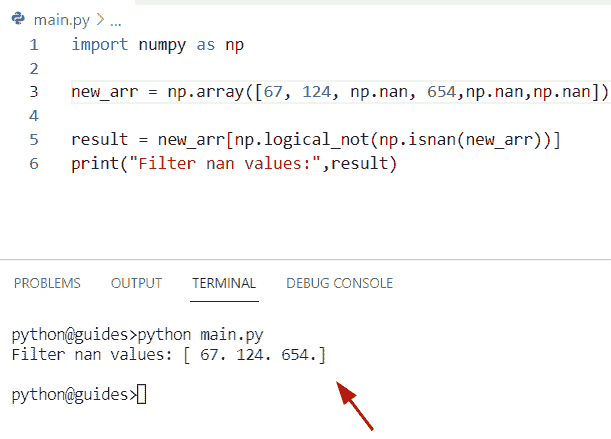 main.py > ...
1 import numpy as np
2
3 new_arr = np.array([67, 124, np.nan, 654,np.nan,np.nan])
4
5 result = new_arr[np.logical_not(np.isnan(new_arr))]
6 print("Filter nan values:",result)
PROBLEMS OUTPUT TERMINAL DEBUG CONSOLE
python@guides>python main.py
Filter nan values: [ 67. 124. 654.]
python@guides>